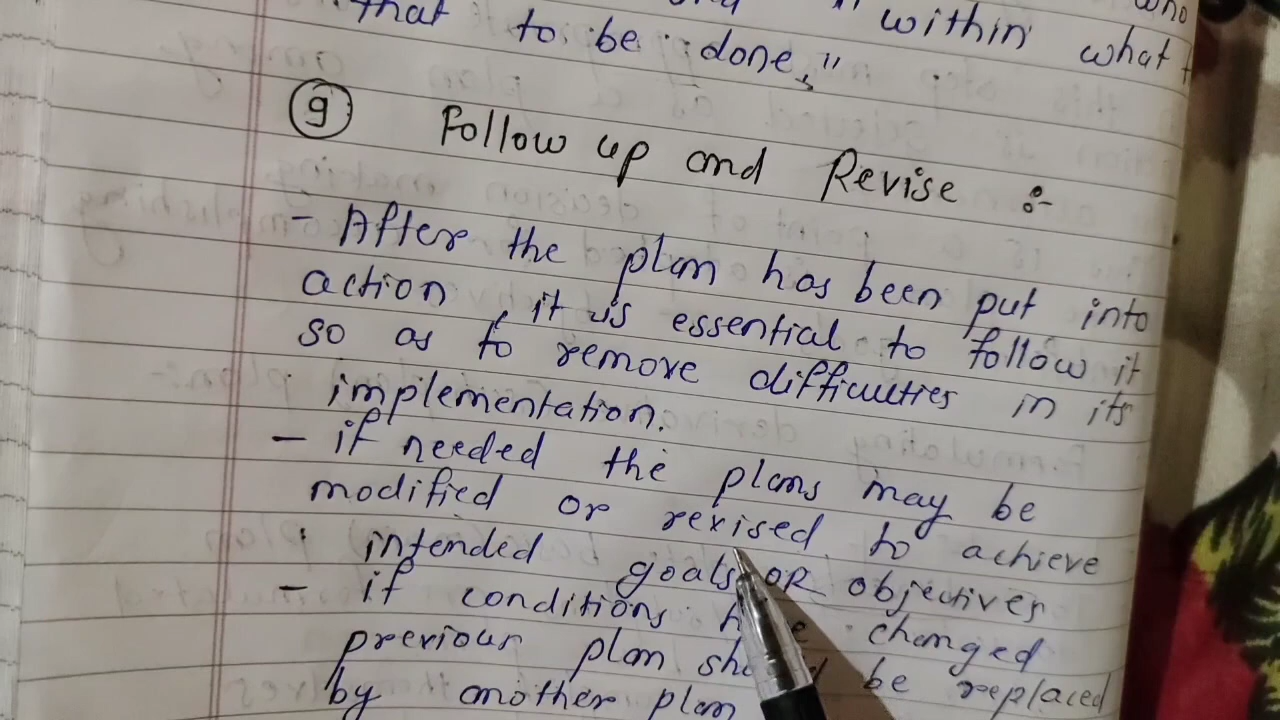 who
that within what
to be done,"
9 Follow up and Revise :-
- After the plan has been put into
action, it is essential to follow it
so as to remove difficulties in its
implementation.
- if needed the plans may be
modified or revised to achieve
intended goals OR objectives
- if conditions changed
previous plan be replaced
by another plan